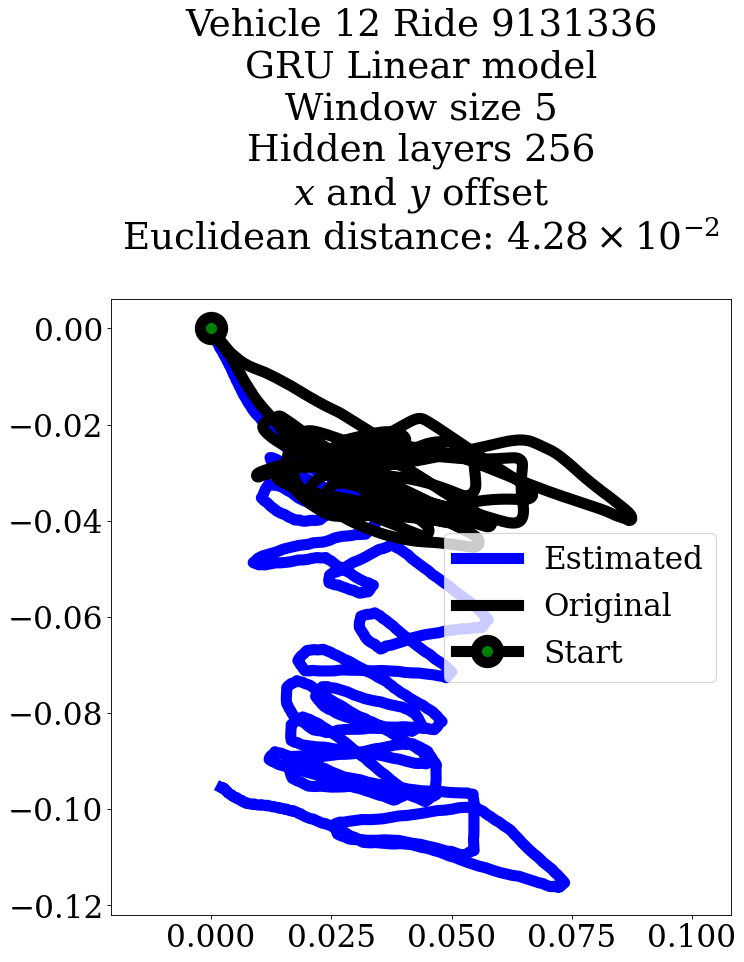 Vehicle 12 Ride 9131336
GRU Linear model
Window size 5
Hidden layers 256
x and y offset
Euclidean distance: 4.28 × 10⁻²
0.00
−0.02
−0.04
−0.06
−0.08
−0.10
−0.12
Estimated
Original
Start
0.000 0.025 0.050 0.075 0.100